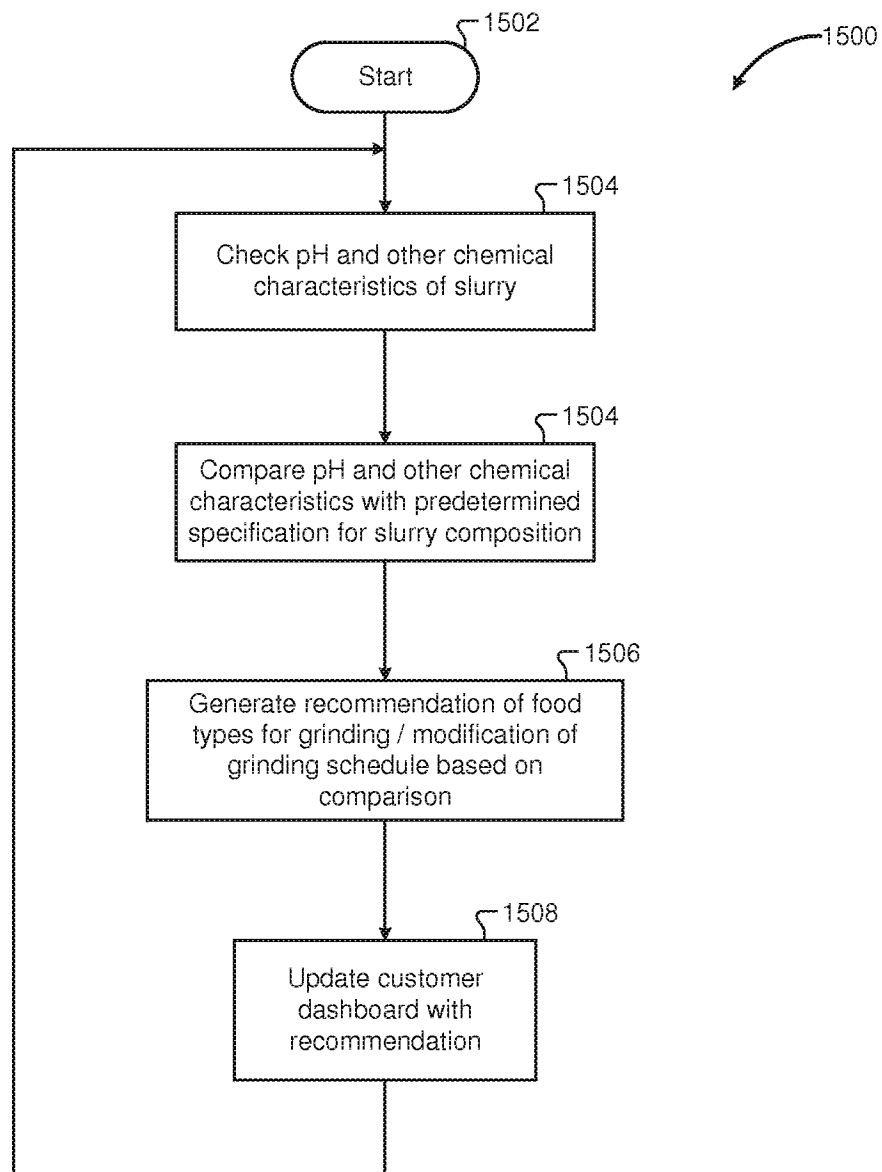 1502
1500
Start
1504
Check pH and other chemical
characteristics of slurry
1504
Compare pH and other chemical
characteristics with predetermined
specification for slurry composition
1506
Generate recommendation of food
types for grinding / modification of
grinding schedule based on
comparison
1508
Update customer
dashboard with
recommendation